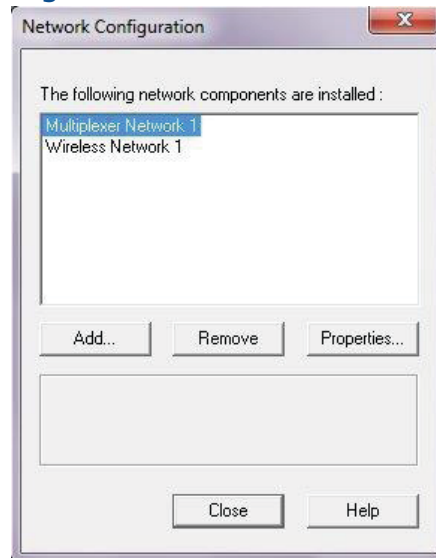 Network Configuration
The following network components are installed :
Multiplexer Network 1
Wireless Network 1
Add... Remove Properties...
Close Help